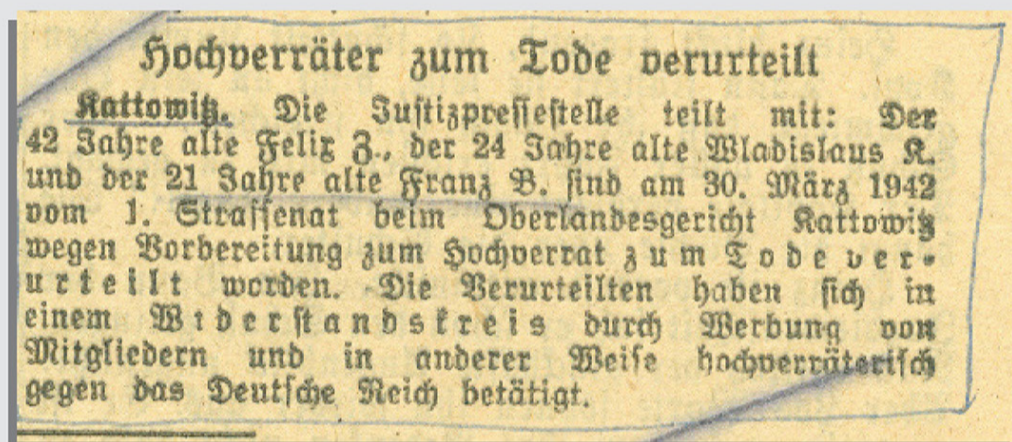 Hochverräter zum Tode verurteilt
Kattowitz. Die Justizpressestelle teilt mit: Der
42 Jahre alte Felix Z., der 24 Jahre alte Wladislaus K.
und der 21 Jahre alte Franz B. sind am 30. März 1942
vom 1. Strafsenat beim Oberlandesgericht Kattowitz
wegen Vorbereitung zum Hochverrat zum Tode ver-
urteilt worden. Die Verurteilten haben sich in
einem Widerstandskreis durch Werbung von
Mitgliedern und in anderer Weise hochverräterisch
gegen das Deutsche Reich betätigt.